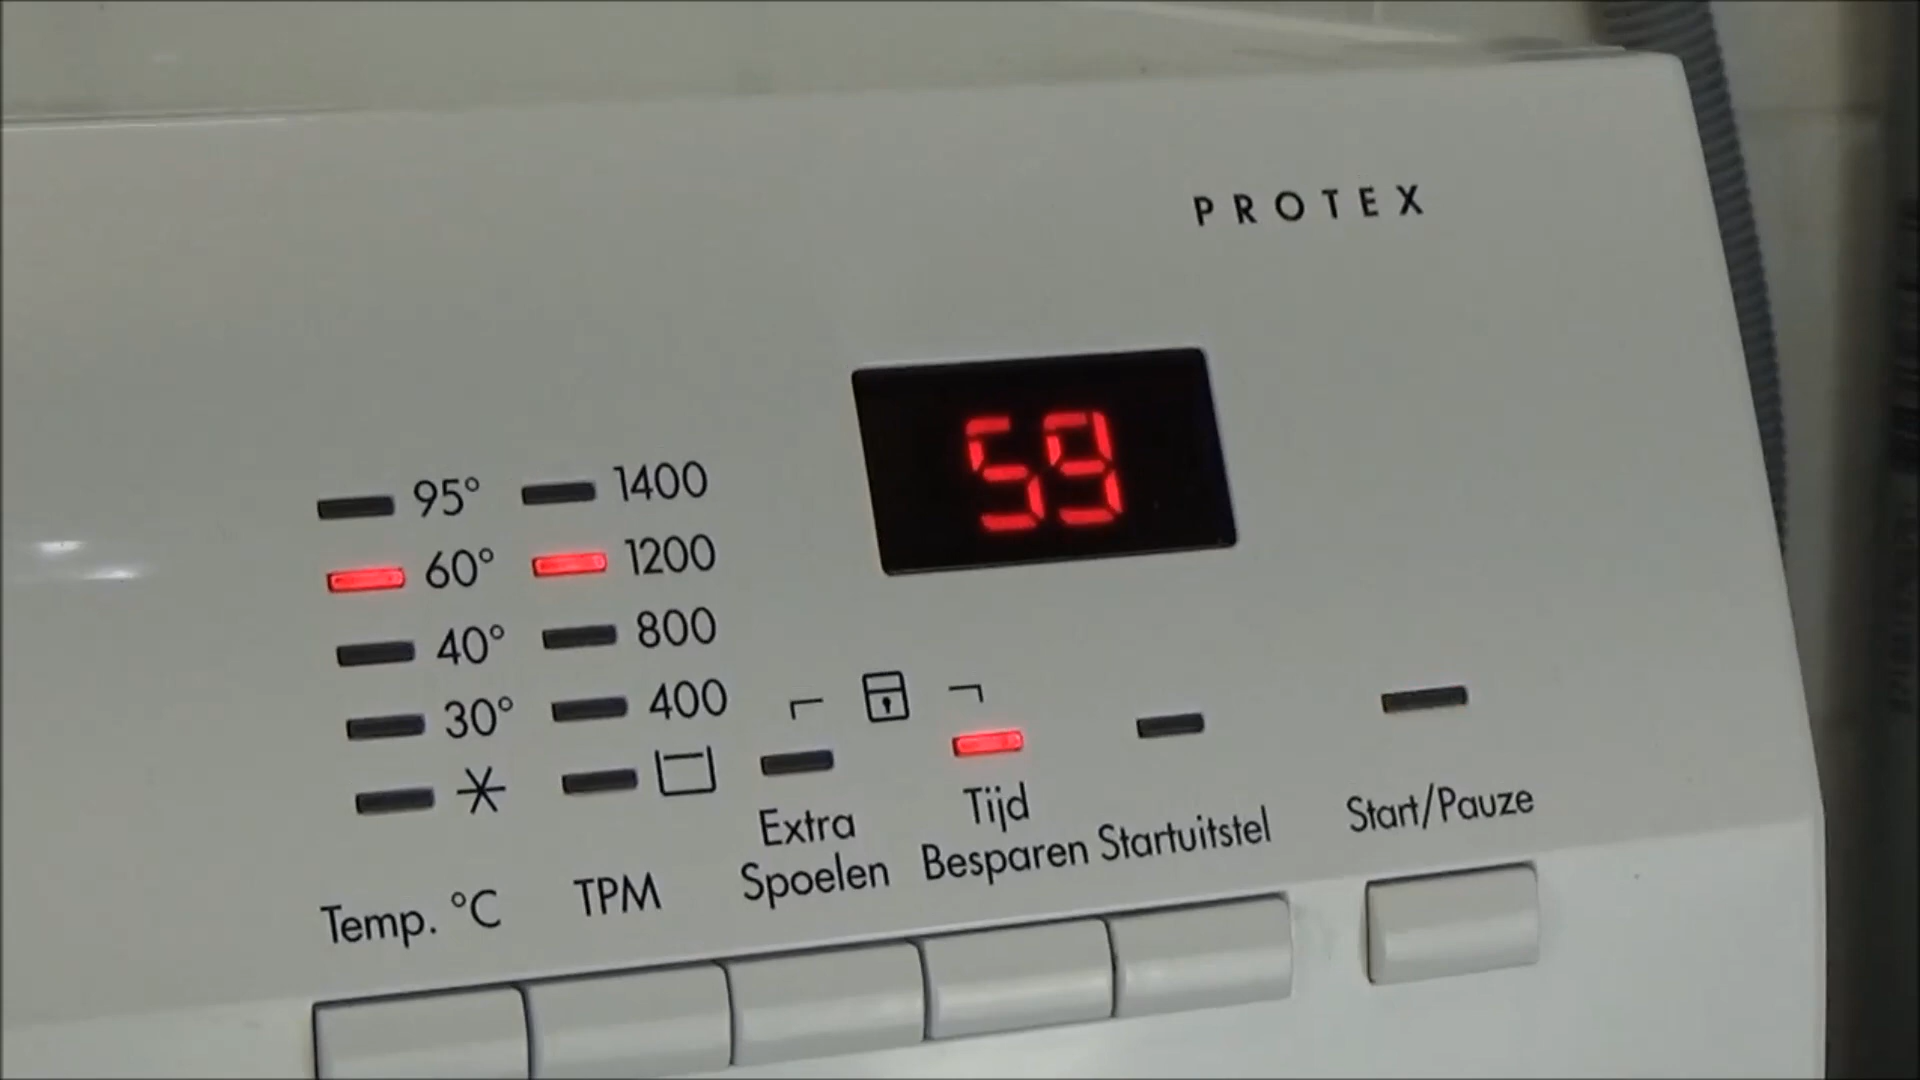 PROTEX
59
95° 1400
60° 1200
40° 800
30° 400
Extra
Spoelen
Tijd
Besparen
Startuitstel
Start/Pauze
Temp. °C
TPM